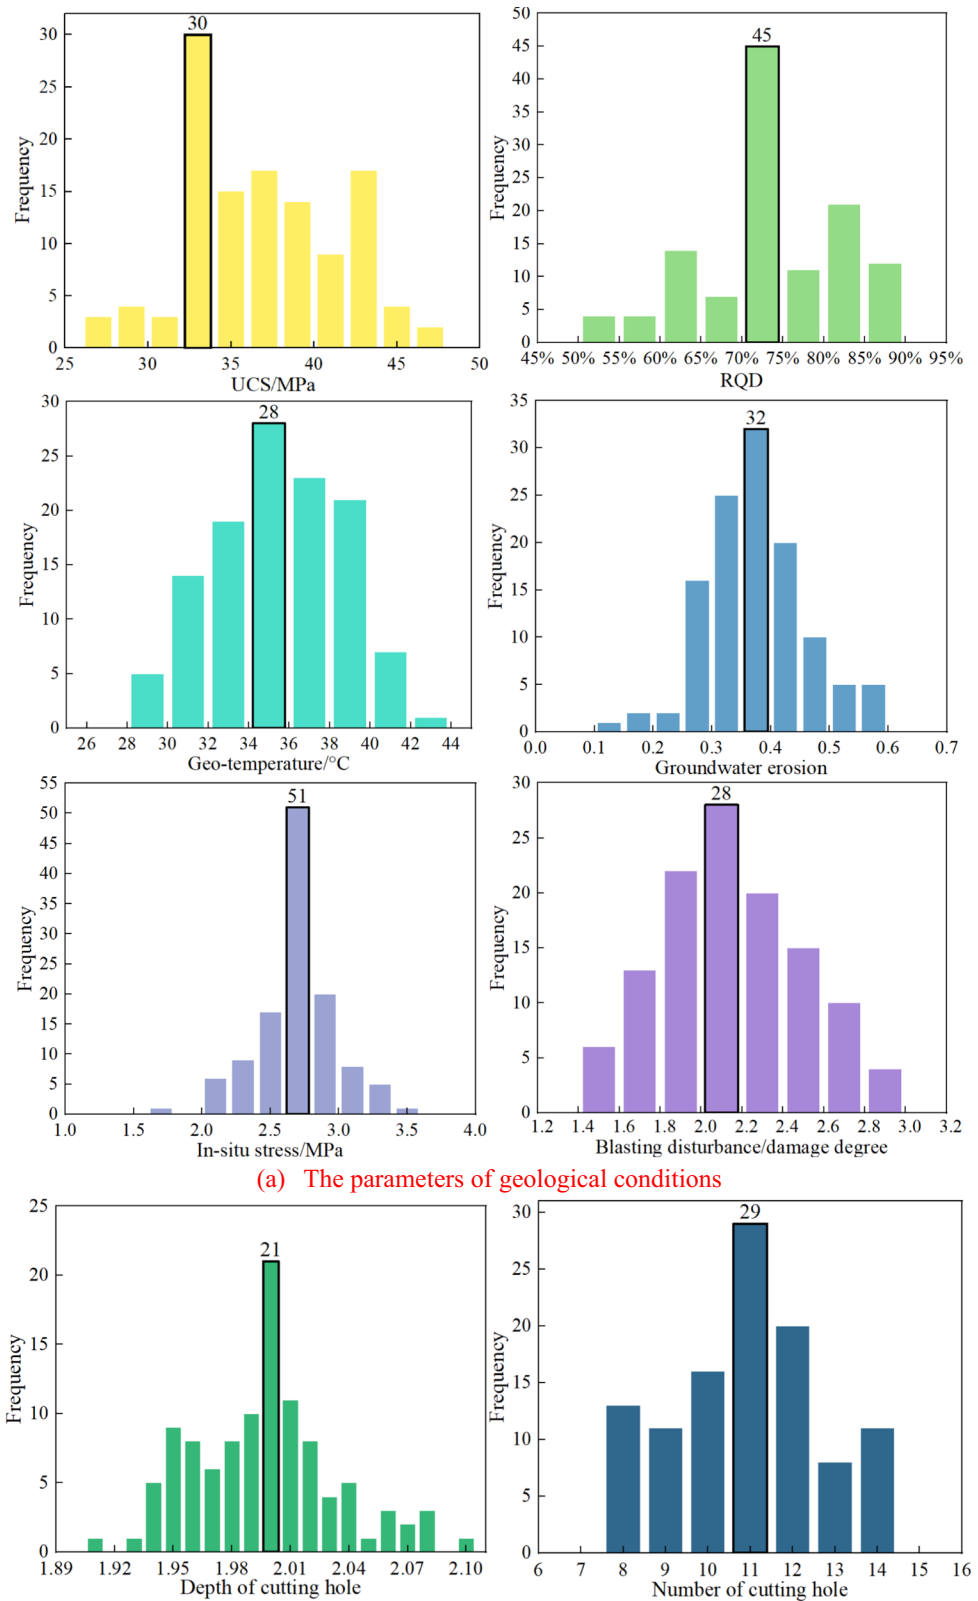 30
30
25
20
15
10
5
0
Frequency
25 30 35 40 45 50
UCS/MPa
45
50
45
40
35
30
25
20
15
10
5
0
Frequency
45% 50% 55% 60% 65% 70% 75% 80% 85% 90% 95%
RQD
28
30
25
20
15
10
5
0
Frequency
26 28 30 32 34 36 38 40 42 44
Geo-temperature/°C
32
35
30
25
20
15
10
5
0
Frequency
0.0 0.1 0.2 0.3 0.4 0.5 0.6 0.7
Groundwater erosion
51
55
50
45
40
35
30
25
20
15
10
5
0
Frequency
1.0 1.5 2.0 2.5 3.0 3.5 4.0
In-situ stress/MPa
28
30
25
20
15
10
5
0
Frequency
1.2 1.4 1.6 1.8 2.0 2.2 2.4 2.6 2.8 3.0 3.2
Blasting disturbance/damage degree
(a) The parameters of geological conditions
21
25
20
15
10
5
0
Frequency
1.89 1.92 1.95 1.98 2.01 2.04 2.07 2.10
Depth of cutting hole
29
30
25
20
15
10
5
0
Frequency
6 7 8 9 10 11 12 13 14 15 16
Number of cutting hole